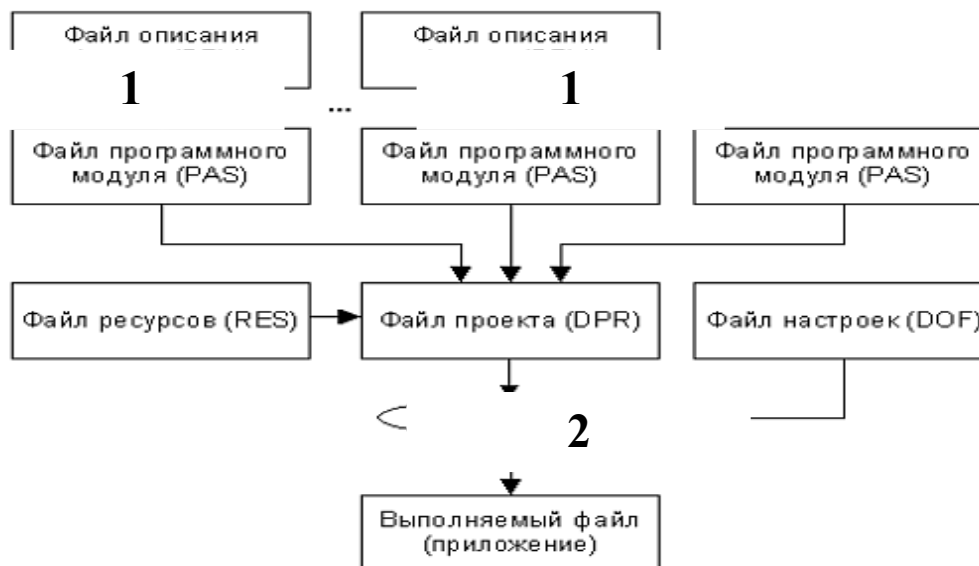 Файл описания
Файл описания
1
1
...
Файл программного
модуля (PAS)
Файл программного
модуля (PAS)
Файл программного
модуля (PAS)
Файл ресурсов (RES)
Файл проекта (DPR)
Файл настроек (DOF)
2
Выполняемый файл
(приложение)